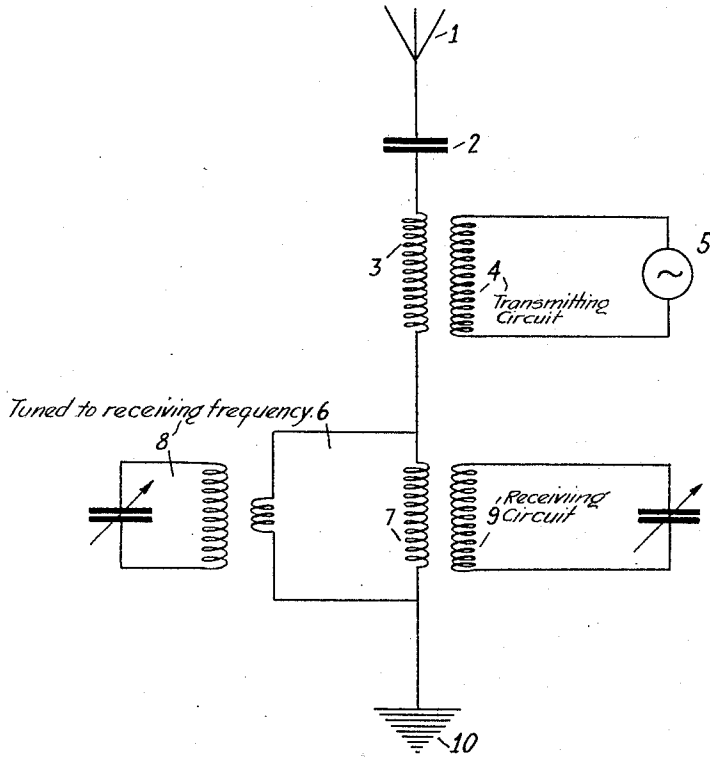 1
2
3
4
5
Transmitting
Circuit
Tuned to receiving frequency.
6
8
7
9
Receiving
Circuit
10